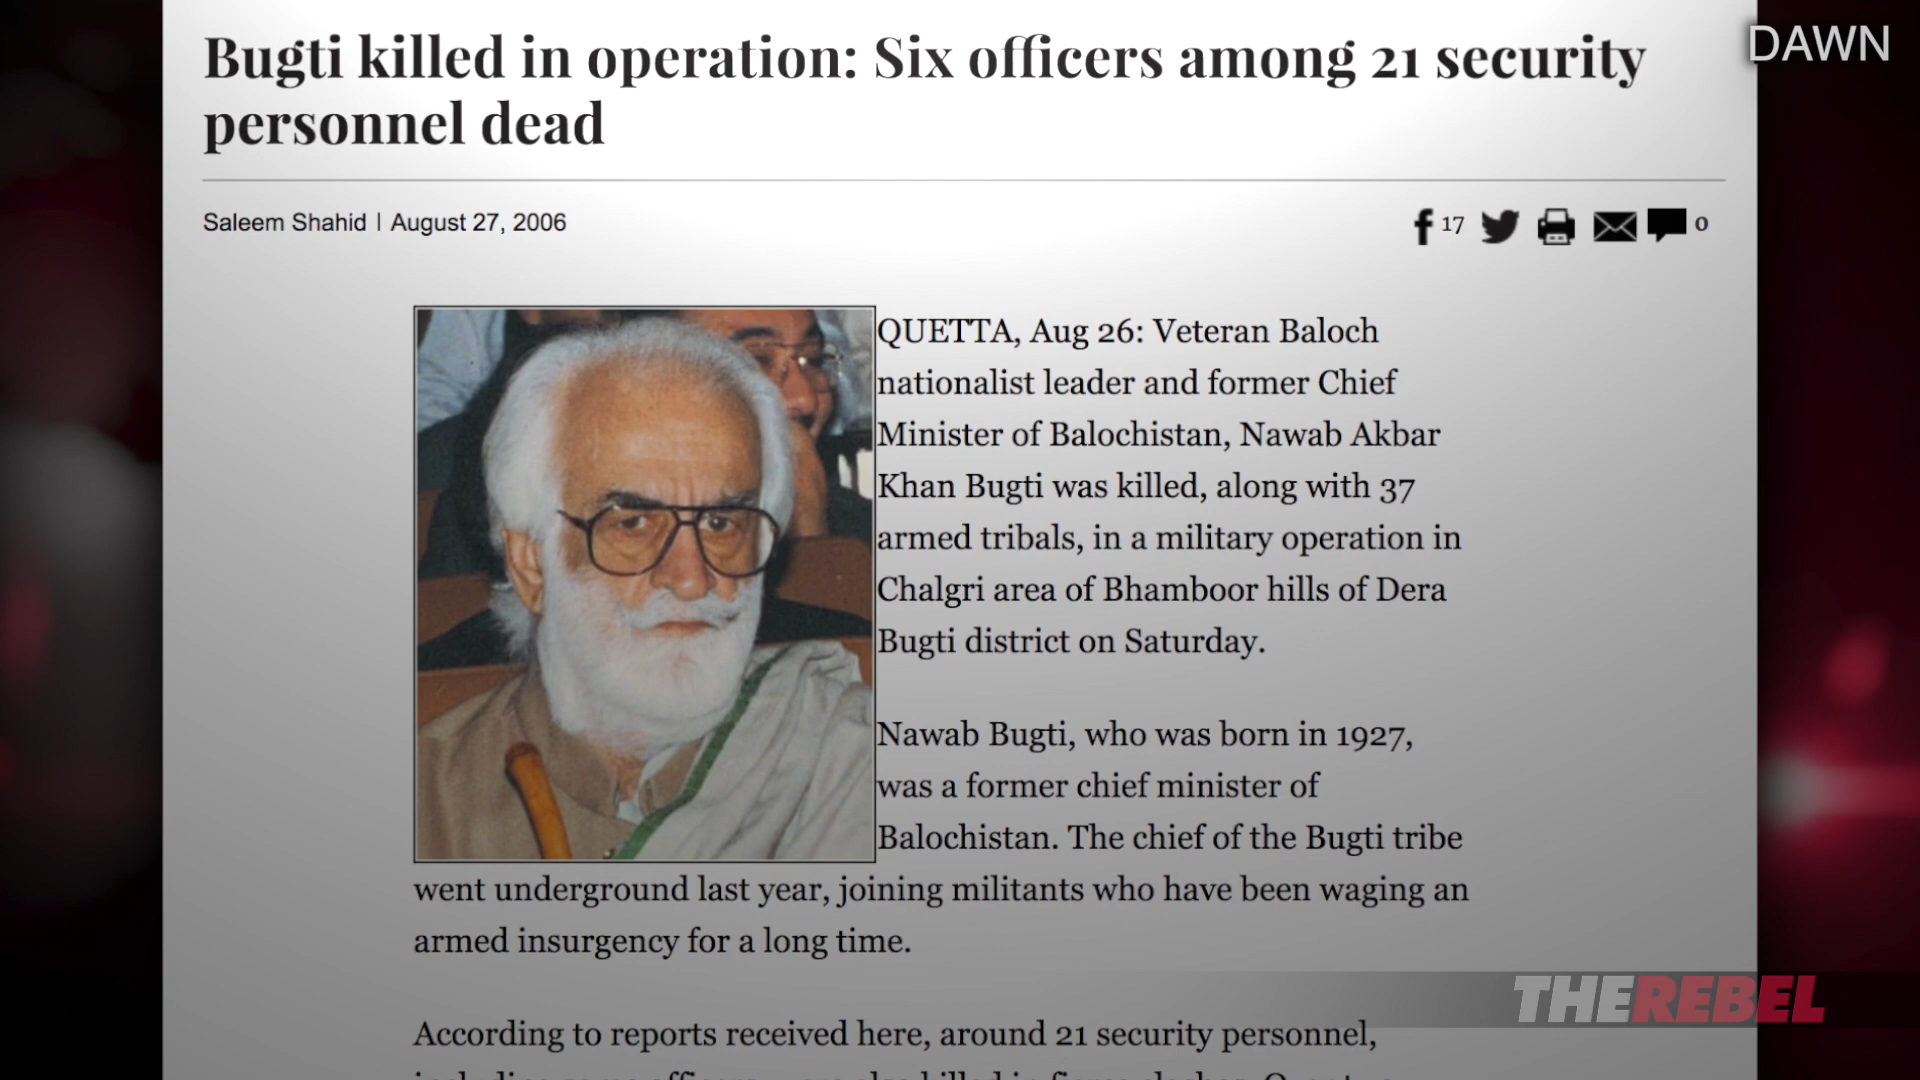 DAWN
Bugti killed in operation: Six officers among 21 security
personnel dead
Saleem Shahid | August 27, 2006
17
0
QUETTA, Aug 26: Veteran Baloch
nationalist leader and former Chief
Minister of Balochistan, Nawab Akbar
Khan Bugti was killed, along with 37
armed tribals, in a military operation in
Chalgri area of Bhamboor hills of Dera
Bugti district on Saturday.
Nawab Bugti, who was born in 1927,
was a former chief minister of
Balochistan. The chief of the Bugti tribe
went underground last year, joining militants who have been waging an
armed insurgency for a long time.
According to reports received here, around 21 security personnel,
THE REBEL